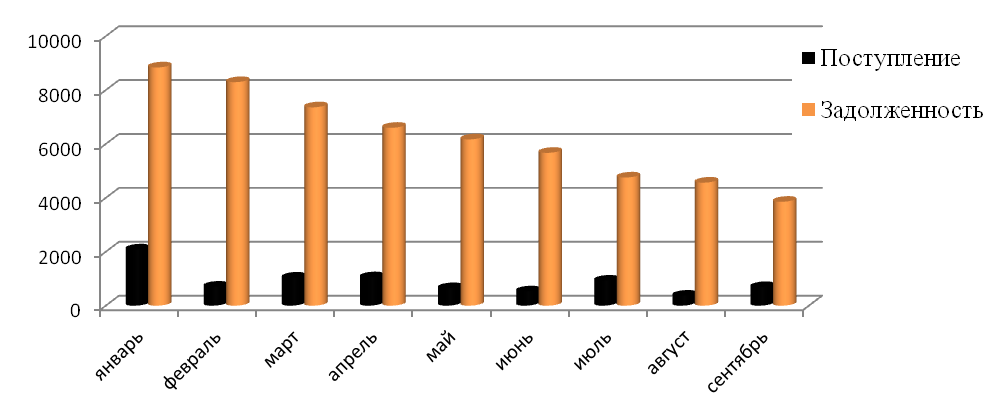 10000
8000
6000
4000
2000
0
январь
февраль
март
апрель
май
июнь
июль
август
сентябрь
Поступление
Задолженность